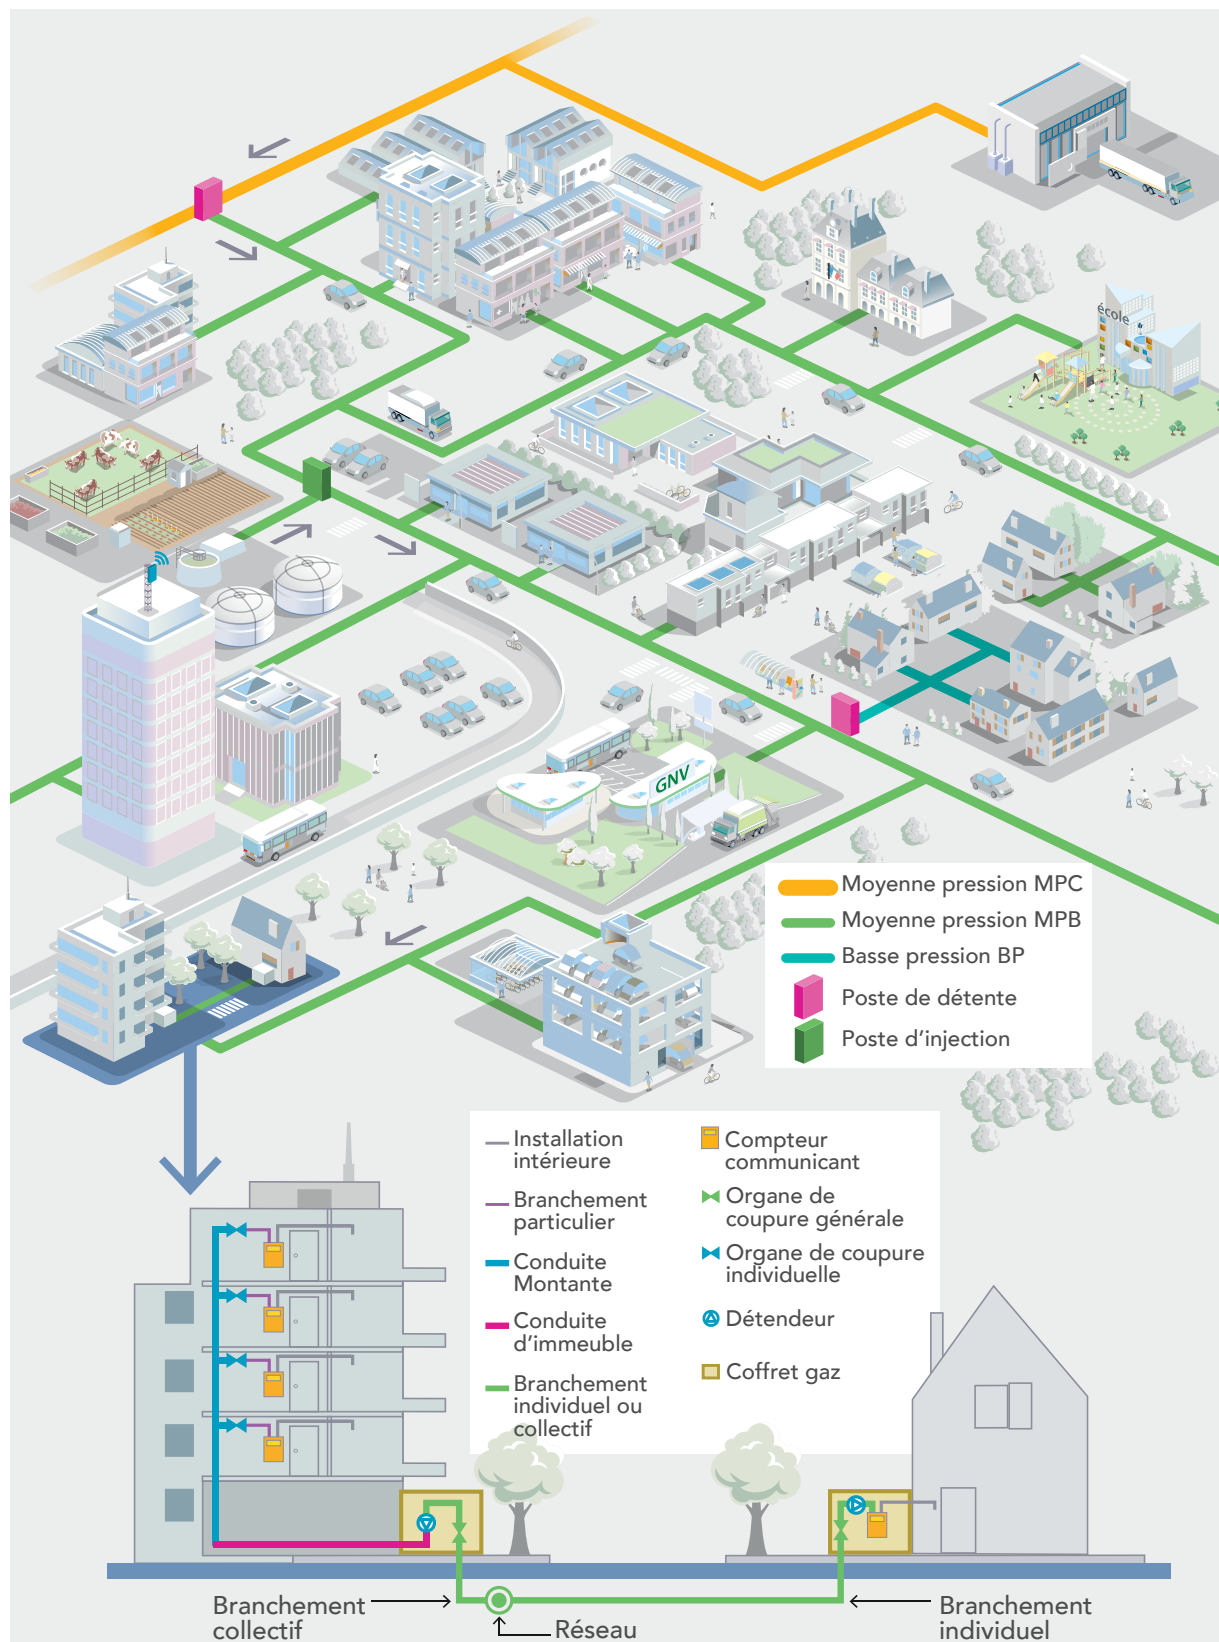 école
GNV
Moyenne pression MPC
Moyenne pression MPB
Basse pression BP
Poste de détente
Poste d'injection
Installation
intérieure
Branchement
particulier
Conduite
Montante
Conduite
d'immeuble
Branchement
individuel ou
collectif
Compteur
communicant
Organe de
coupure générale
Organe de coupure
individuelle
Détendeur
Coffret gaz
Branchement
collectif
Réseau
Branchement
individuel